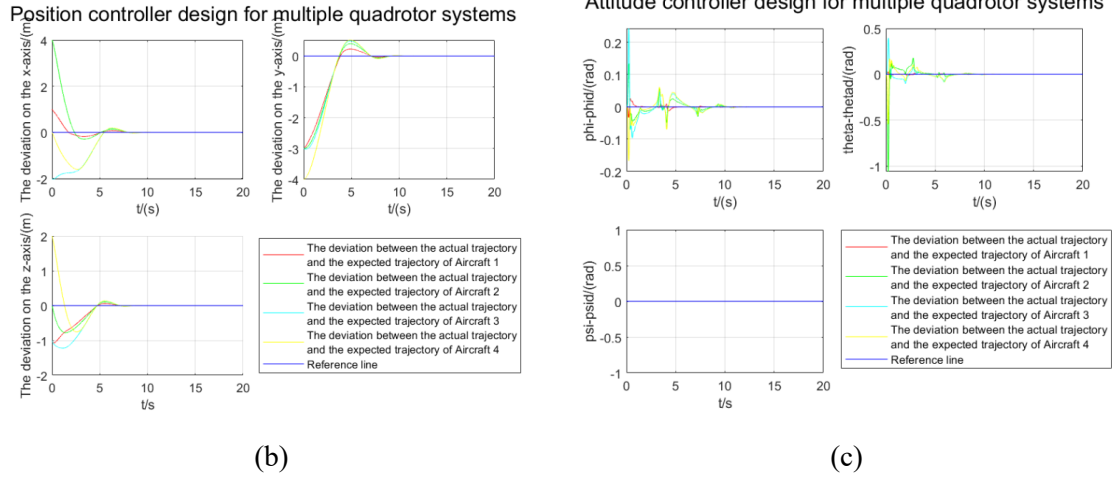 Position controller design for multiple quadrotor systems
The deviation on the x-axis/(m)
4
2
0
-2
0 5 10 15 20
t/(s)
The deviation on the y-axis/(m)
0
-1
-2
-3
-4
0 5 10 15 20
t/(s)
The deviation on the z-axis/(m)
2
1
0
-1
-2
0 5 10 15 20
t/s
The deviation between the actual trajectory
and the expected trajectory of Aircraft 1
The deviation between the actual trajectory
and the expected trajectory of Aircraft 2
The deviation between the actual trajectory
and the expected trajectory of Aircraft 3
The deviation between the actual trajectory
and the expected trajectory of Aircraft 4
Reference line
(b)
Attitude controller design for multiple quadrotor systems
phi-phid/(rad)
0.2
0.1
0
-0.1
-0.2
0 5 10 15 20
t/(s)
theta-thetad/(rad)
0.5
0
-0.5
-1
0 5 10 15 20
t/(s)
psi-psid/(rad)
1
0.5
0
-0.5
-1
0 5 10 15 20
t/s
The deviation between the actual trajectory
and the expected trajectory of Aircraft 1
The deviation between the actual trajectory
and the expected trajectory of Aircraft 2
The deviation between the actual trajectory
and the expected trajectory of Aircraft 3
The deviation between the actual trajectory
and the expected trajectory of Aircraft 4
Reference line
(c)